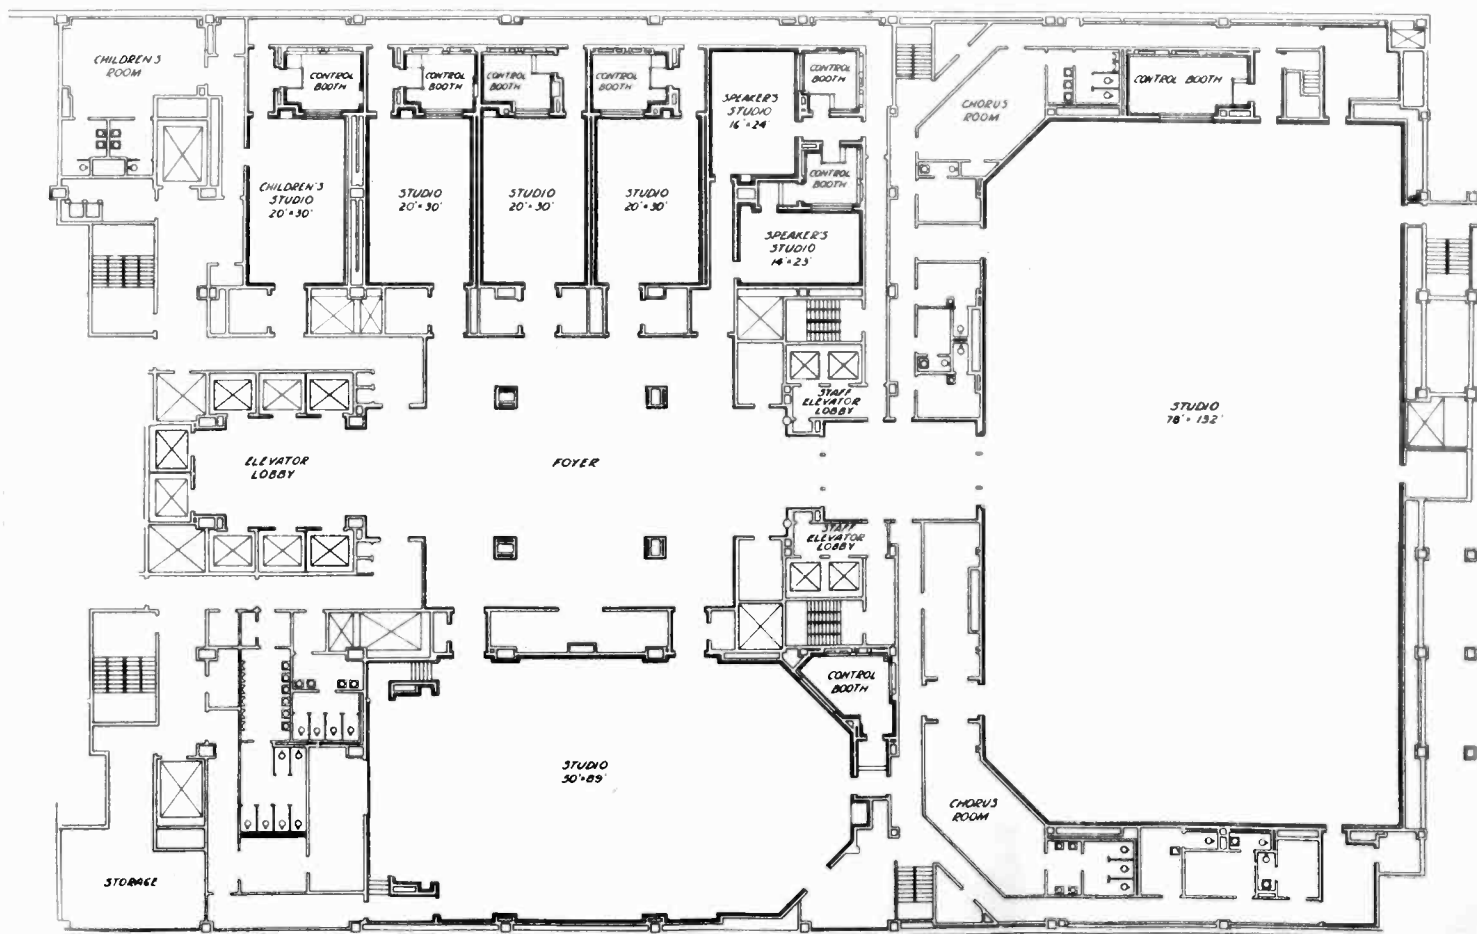 CHILDREN'S
ROOM
CONTROL
BOOTH
CONTROL
BOOTH
CONTROL
BOOTH
CONTROL
BOOTH
SPEAKER'S
STUDIO
16' × 24'
CONTROL
BOOTH
CHORUS
ROOM
CONTROL BOOTH
CHILDREN'S
STUDIO
20' × 30'
STUDIO
20' × 30'
STUDIO
20' × 30'
STUDIO
20' × 30'
CONTROL
BOOTH
SPEAKER'S
STUDIO
14' × 23'
STAFF
ELEVATOR
LOBBY
STUDIO
78' × 132'
ELEVATOR
LOBBY
FOYER
STAFF
ELEVATOR
LOBBY
CONTROL
BOOTH
STUDIO
50' × 89'
CHORUS
ROOM
STORAGE